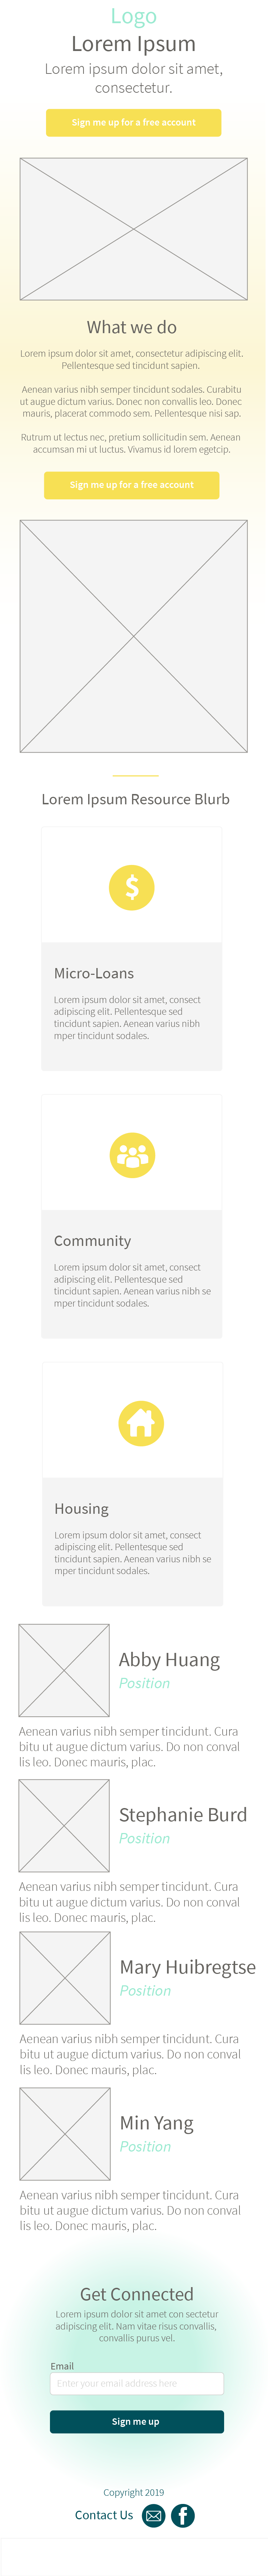 Logo
Lorem Ipsum
Lorem ipsum dolor sit amet,
consectetur.
Sign me up for a free account
What we do
Lorem ipsum dolor sit amet, consectetur adipiscing elit.
Pellentesque sed tincidunt sapien.
Aenean varius nibh semper tincidunt sodales. Curabitu
ut augue dictum varius. Donec non convallis leo. Donec
mauris, placerat commodo sem. Pellentesque nisi sap.
Rutrum ut lectus nec, pretium sollicitudin sem. Aenean
accumsan mi ut luctus. Vivamus id lorem egetcip.
Sign me up for a free account
Lorem Ipsum Resource Blurb
$
Micro-Loans
Lorem ipsum dolor sit amet, consect
adipiscing elit. Pellentesque sed
tincidunt sapien. Aenean varius nibh
mper tincidunt sodales.
Community
Lorem ipsum dolor sit amet, consect
adipiscing elit. Pellentesque sed
tincidunt sapien. Aenean varius nibh se
mper tincidunt sodales.
Housing
Lorem ipsum dolor sit amet, consect
adipiscing elit. Pellentesque sed
tincidunt sapien. Aenean varius nibh se
mper tincidunt sodales.
Abby Huang
Position
Aenean varius nibh semper tincidunt. Cura
bitu ut augue dictum varius. Do non conval
lis leo. Donec mauris, plac.
Stephanie Burd
Position
Aenean varius nibh semper tincidunt. Cura
bitu ut augue dictum varius. Do non conval
lis leo. Donec mauris, plac.
Mary Huibregtse
Position
Aenean varius nibh semper tincidunt. Cura
bitu ut augue dictum varius. Do non conval
lis leo. Donec mauris, plac.
Min Yang
Position
Aenean varius nibh semper tincidunt. Cura
bitu ut augue dictum varius. Do non conval
lis leo. Donec mauris, plac.
Get Connected
Lorem ipsum dolor sit amet con sectetur
adipiscing elit. Nam vitae risus convallis,
convallis purus vel.
Email
Enter your email address here
Sign me up
Copyright 2019
Contact Us